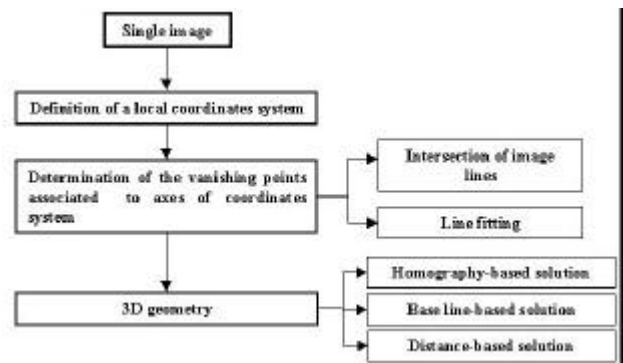 Single image
Definition of a local coordinates system
Determination of the vanishing points
associated to axes of coordinates
system
Intersection of image
lines
Line fitting
3D geometry
Homography-based solution
Base line-based solution
Distance-based solution